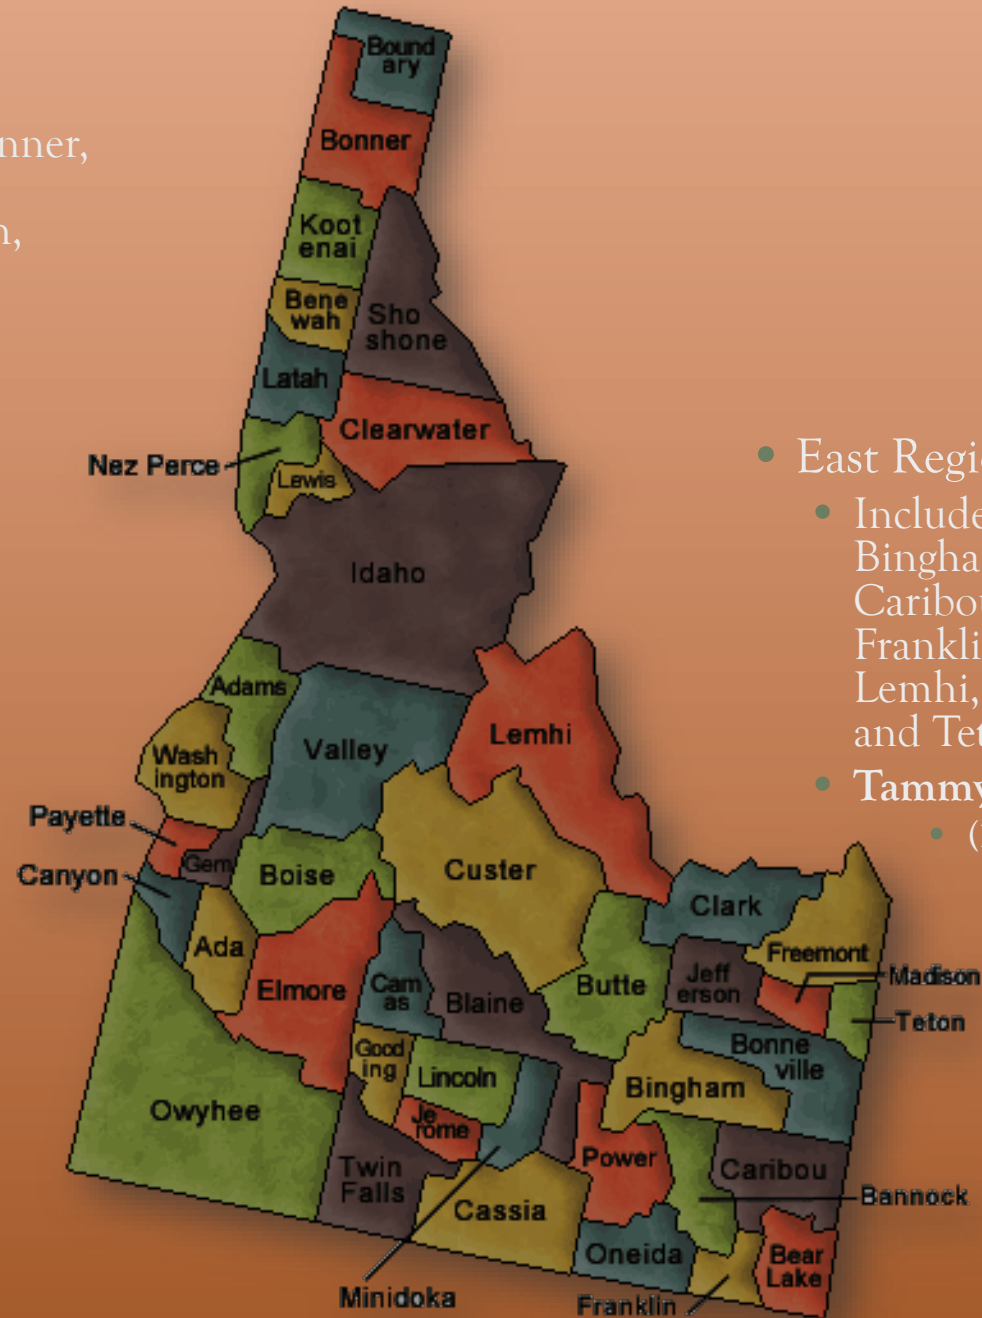 nner,
n,
Bound
ary
Bonner
Koot
enai
Bene
wah
Sho
shone
Latah
Clearwater
Nez Perce
Lewis
Idaho
Adams
Valley
Lemhi
Wash
ington
Payette
Gem
Canyon
Boise
Custer
Ada
Elmore
Cam
as
Blaine
Butte
Clark
Freemont
Jeff
erson
Madison
Teton
Good
ing
Lincoln
Bonne
ville
Bingham
Owyhee
Je
rome
Power
Caribou
Twin
Falls
Cassia
Bannock
Oneida
Bear
Lake
Minidoka
Franklin
• East Regi
• Include
Bingha
Caribou
Frankli
Lemhi,
and Tet
• Tammy
• (